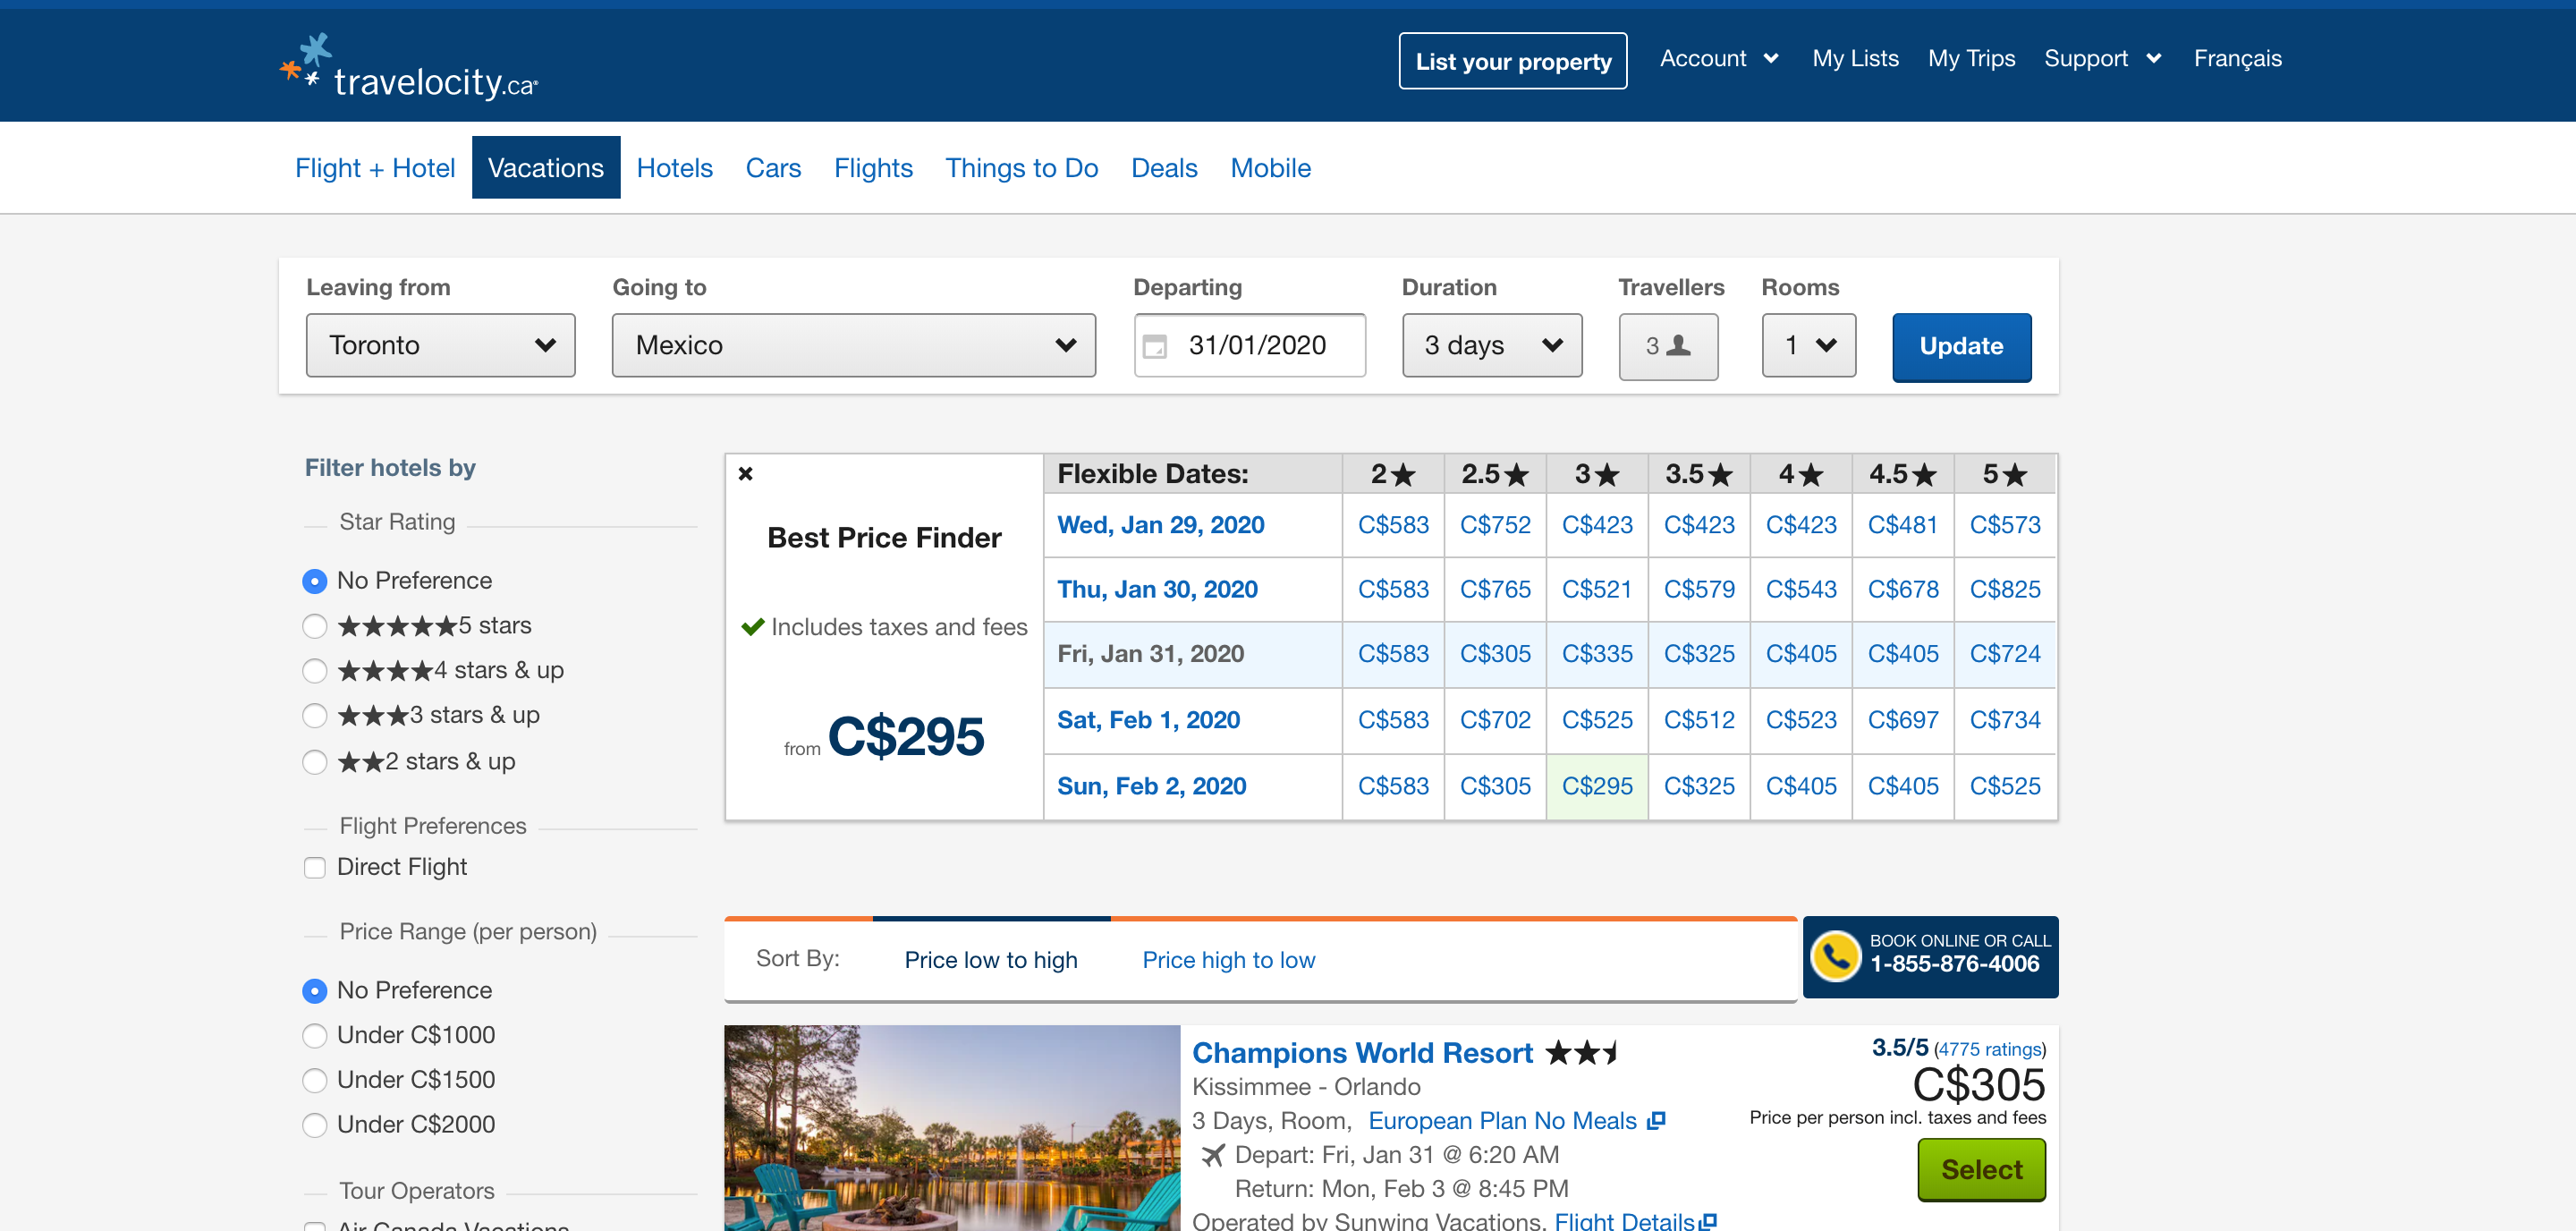 travelocity.ca
List your property
Account
My Lists
My Trips
Support
Français
Flight + Hotel
Vacations
Hotels
Cars
Flights
Things to Do
Deals
Mobile
Leaving from
Going to
Departing
Duration
Travellers
Rooms
Toronto
Mexico
31/01/2020
3 days
3
1
Update
Filter hotels by
Star Rating
No Preference
★★★★★5 stars
★★★★4 stars & up
★★★3 stars & up
★★2 stars & up
Flight Preferences
Direct Flight
Price Range (per person)
No Preference
Under C$1000
Under C$1500
Under C$2000
Tour Operators
Air Canada Vacations
Best Price Finder
Includes taxes and fees
from C$295
Flexible Dates: 2★ 2.5★ 3★ 3.5★ 4★ 4.5★ 5★
Wed, Jan 29, 2020 C$583 C$752 C$423 C$423 C$423 C$481 C$573
Thu, Jan 30, 2020 C$583 C$765 C$521 C$579 C$543 C$678 C$825
Fri, Jan 31, 2020 C$583 C$305 C$335 C$325 C$405 C$405 C$724
Sat, Feb 1, 2020 C$583 C$702 C$525 C$512 C$523 C$697 C$734
Sun, Feb 2, 2020 C$583 C$305 C$295 C$325 C$405 C$405 C$525
Sort By:
Price low to high
Price high to low
BOOK ONLINE OR CALL
1-855-876-4006
Champions World Resort
Kissimmee - Orlando
3 Days, Room, European Plan No Meals
Depart: Fri, Jan 31 @ 6:20 AM
Return: Mon, Feb 3 @ 8:45 PM
Operated by Sunwing Vacations, Flight Details
3.5/5 (4775 ratings)
C$305
Price per person incl. taxes and fees
Select